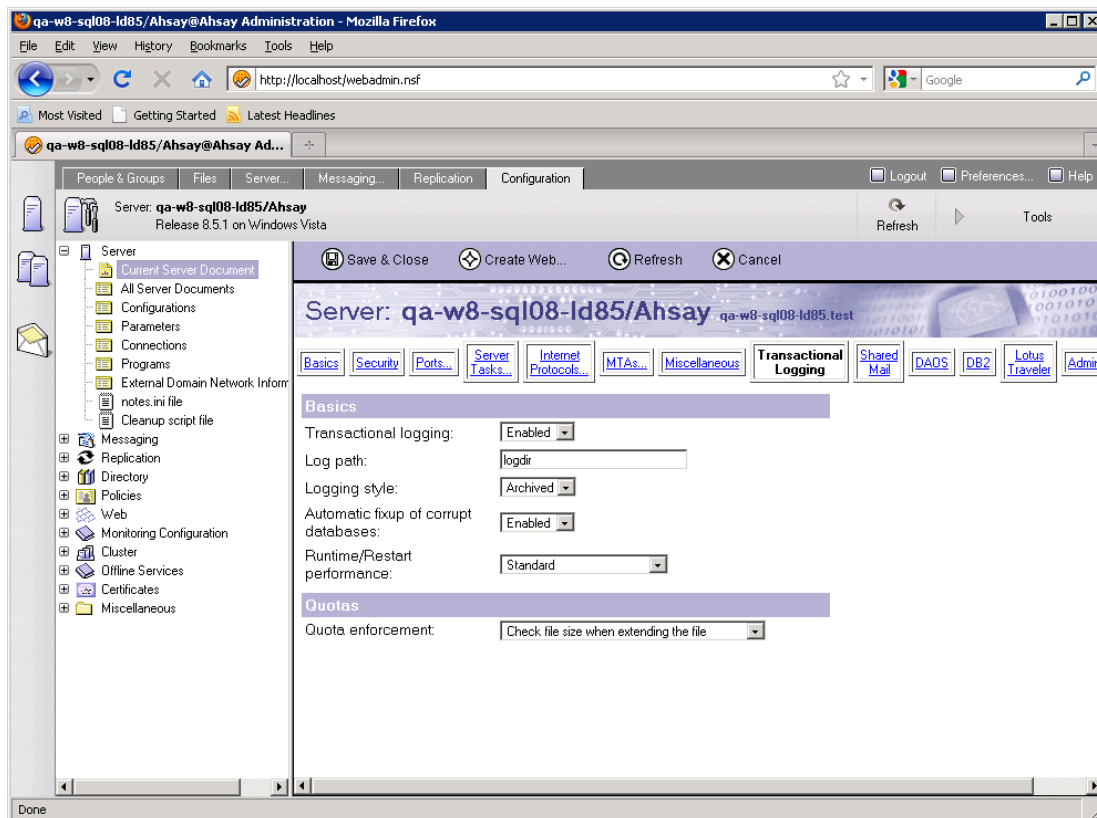 qa-w8-sql08-ld85/Ahsay@Ahsay Administration - Mozilla Firefox
File Edit View History Bookmarks Tools Help
http://localhost/webadmin.nsf
Google
Most Visited Getting Started Latest Headlines
qa-w8-sql08-ld85/Ahsay@Ahsay Ad...
People & Groups Files Server... Messaging... Replication Configuration Logout Preferences... Help
Server: qa-w8-sql08-ld85/Ahsay
Release 8.5.1 on Windows Vista
Refresh Tools
Server
Current Server Document
All Server Documents
Configurations
Parameters
Connections
Programs
External Domain Network Inform
notes.ini file
Cleanup script file
Messaging
Replication
Directory
Policies
Web
Monitoring Configuration
Cluster
Offline Services
Certificates
Miscellaneous
Save & Close Create Web... Refresh Cancel
Server: qa-w8-sql08-ld85/Ahsay qa-w8-sql08-ld85.test
Basics Security Ports... Server Tasks... Internet Protocols... MTAs... Miscellaneous Transactional Logging Shared Mail DAOS DB2 Lotus Traveler Admin
Basics
Transactional logging: Enabled
Log path: logdir
Logging style: Archived
Automatic fixup of corrupt
databases: Enabled
Runtime/Restart
performance: Standard
Quotas
Quota enforcement: Check file size when extending the file
Done